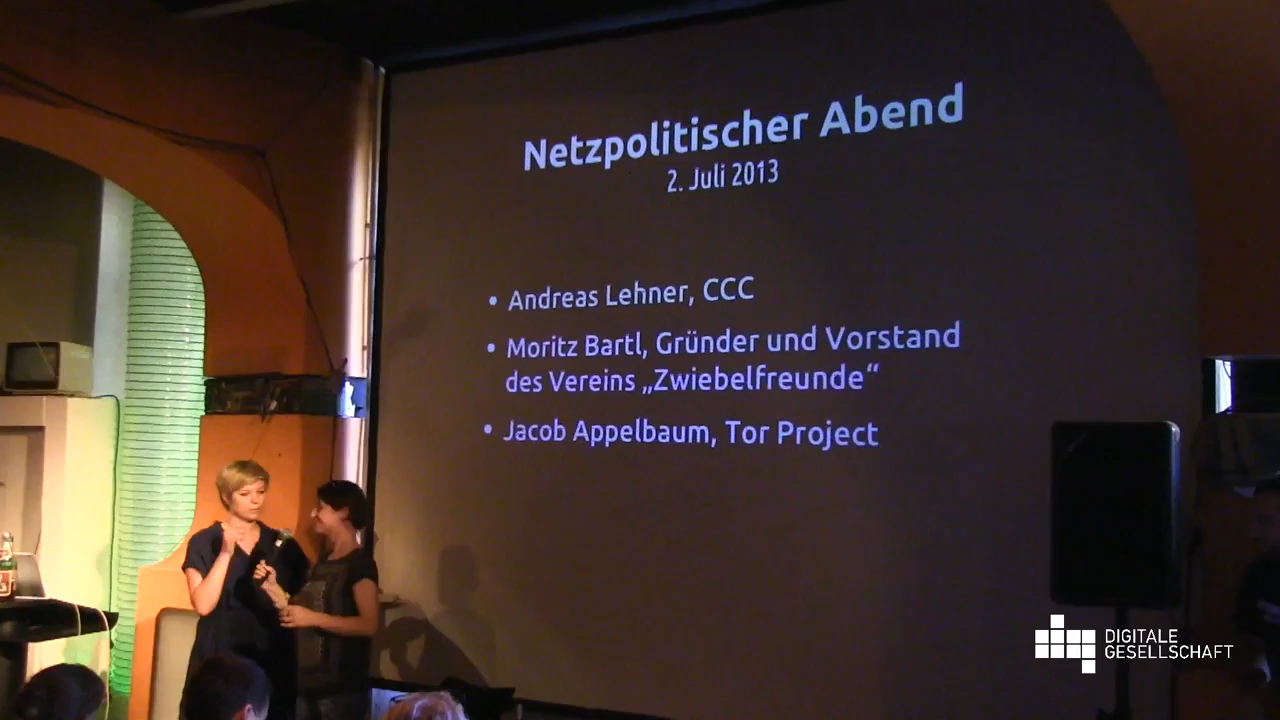 Netzpolitischer Abend
2. Juli 2013
• Andreas Lehner, CCC
• Moritz Bartl, Gründer und Vorstand
des Vereins „Zwiebelfreunde“
• Jacob Appelbaum, Tor Project
DIGITALE
GESELLSCHAFT